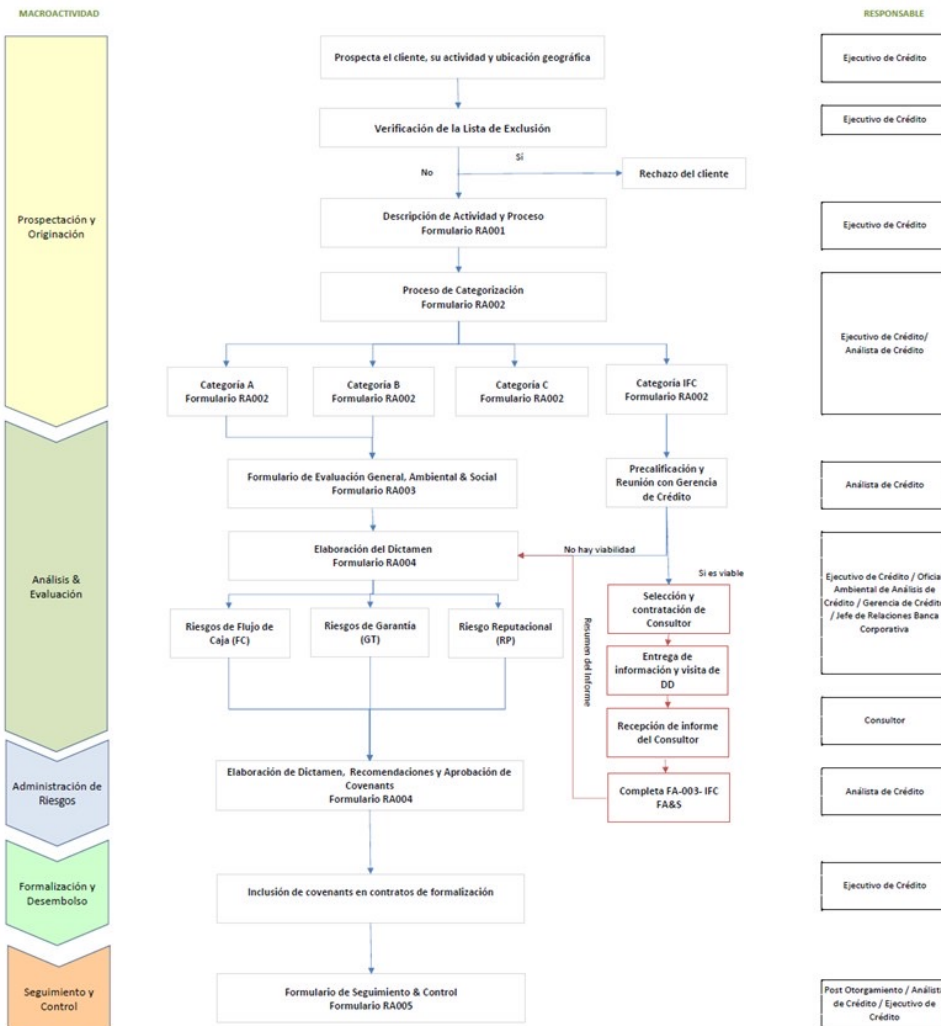 MACROACTIVIDAD
RESPONSABLE
Prospecta el cliente, su actividad y ubicación geográfica
Ejecutivo de Crédito
Verificación de la Lista de Exclusión
Ejecutivo de Crédito
Sí
No
Rechazo del cliente
Prospectación y
Originación
Descripción de Actividad y Proceso
Formulario RA001
Ejecutivo de Crédito
Proceso de Categorización
Formulario RA002
Ejecutivo de Crédito/
Análista de Crédito
Categoría A
Formulario RA002
Categoría B
Formulario RA002
Categoría C
Formulario RA002
Categoría IFC
Formulario RA002
Formulario de Evaluación General, Ambiental & Social
Formulario RA003
Precalificación y
Reunión con Gerencia
de Crédito
Análista de Crédito
Análisis &
Evaluación
Elaboración del Dictamen
Formulario RA004
No hay viabilidad
Si es viable
Ejecutivo de Crédito / Oficial
Ambiental de Análisis de
Crédito / Gerencia de Crédito
/ Jefe de Relaciones Banca
Corporativa
Riesgos de Flujo de
Caja (FC)
Riesgos de Garantía
(GT)
Riesgo Reputacional
(RP)
Resumen del Informe
Selección y
contratación de
Consultor
Entrega de
información y visita de
DD
Recepción de informe
del Consultor
Consultor
Administración de
Riesgos
Elaboración de Dictamen, Recomendaciones y Aprobación de
Covenants
Formulario RA004
Completa FA-003- IFC
FA&S
Análista de Crédito
Formalización y
Desembolso
Inclusión de covenants en contratos de formalización
Ejecutivo de Crédito
Seguimiento y
Control
Formulario de Seguimiento & Control
Formulario RA005
Post Otorgamiento / Análista
de Crédito / Ejecutivo de
Crédito